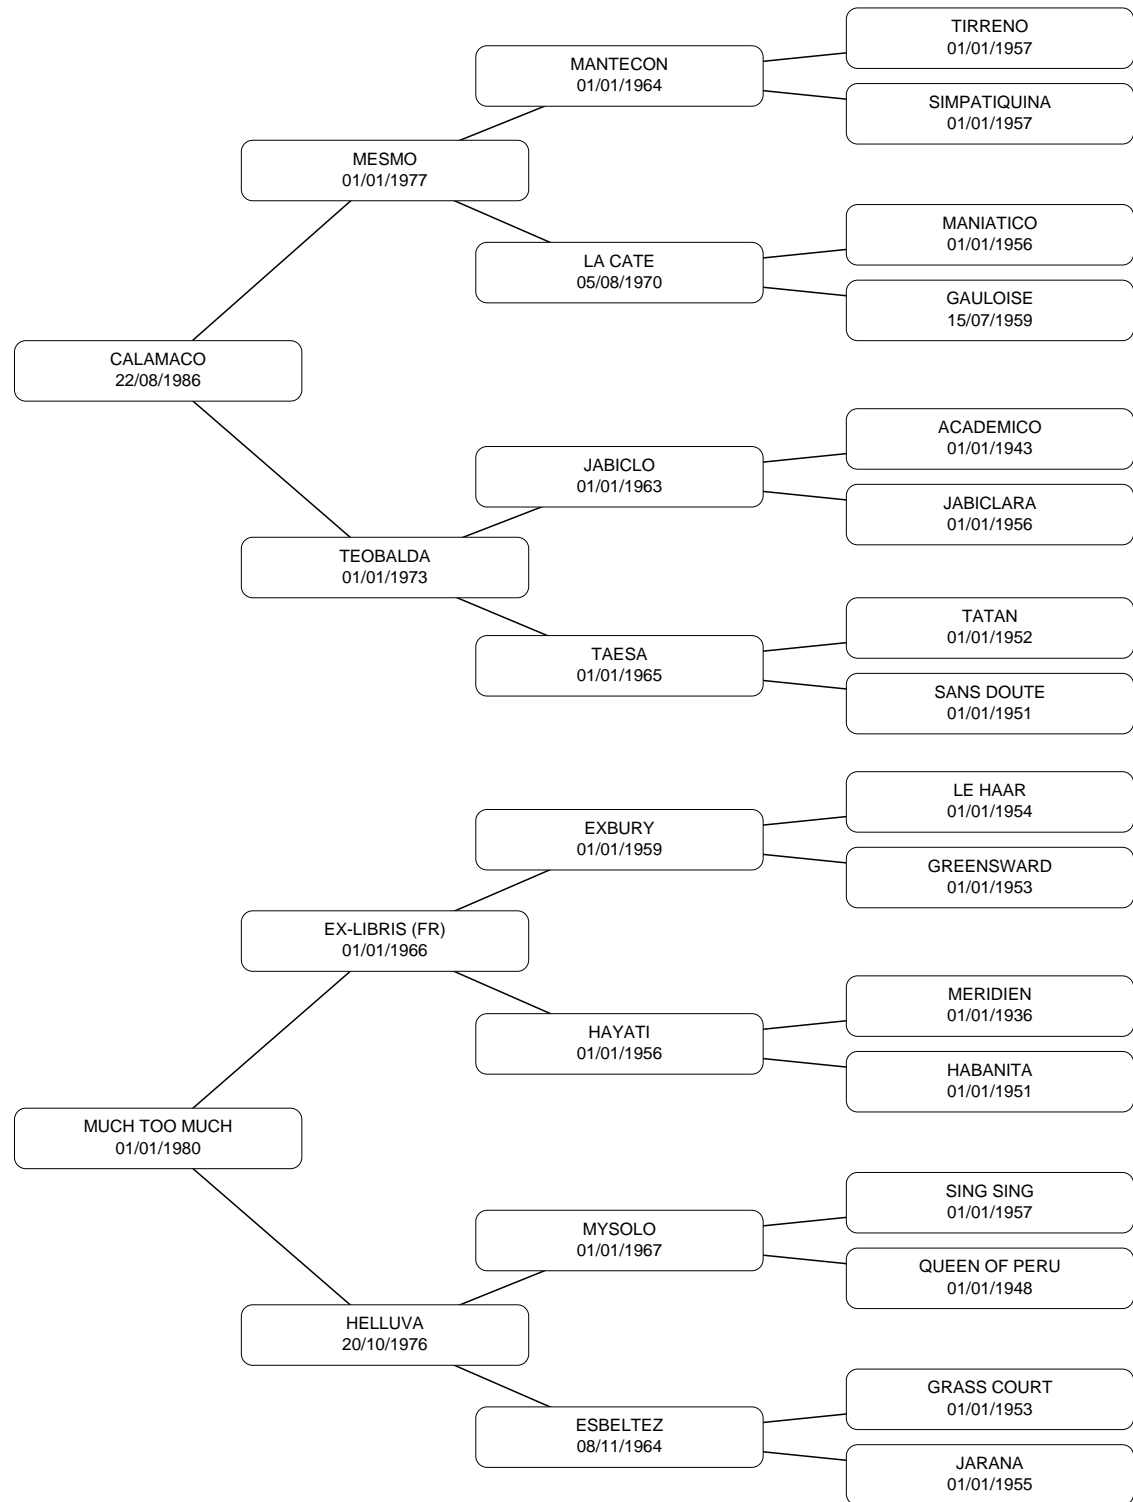 TIRRENO
01/01/1957
MANTECON
01/01/1964
SIMPATIQUINA
01/01/1957
MESMO
01/01/1977
MANIATICO
01/01/1956
LA CATE
05/08/1970
GAULOISE
15/07/1959
CALAMACO
22/08/1986
ACADEMICO
01/01/1943
JABICLO
01/01/1963
JABICLARA
01/01/1956
TEOBALDA
01/01/1973
TATAN
01/01/1952
TAESA
01/01/1965
SANS DOUTE
01/01/1951
LE HAAR
01/01/1954
EXBURY
01/01/1959
GREENSWARD
01/01/1953
EX-LIBRIS (FR)
01/01/1966
MERIDIEN
01/01/1936
HAYATI
01/01/1956
HABANITA
01/01/1951
MUCH TOO MUCH
01/01/1980
SING SING
01/01/1957
MYSOLO
01/01/1967
QUEEN OF PERU
01/01/1948
HELLUVA
20/10/1976
GRASS COURT
01/01/1953
ESBELTEZ
08/11/1964
JARANA
01/01/1955